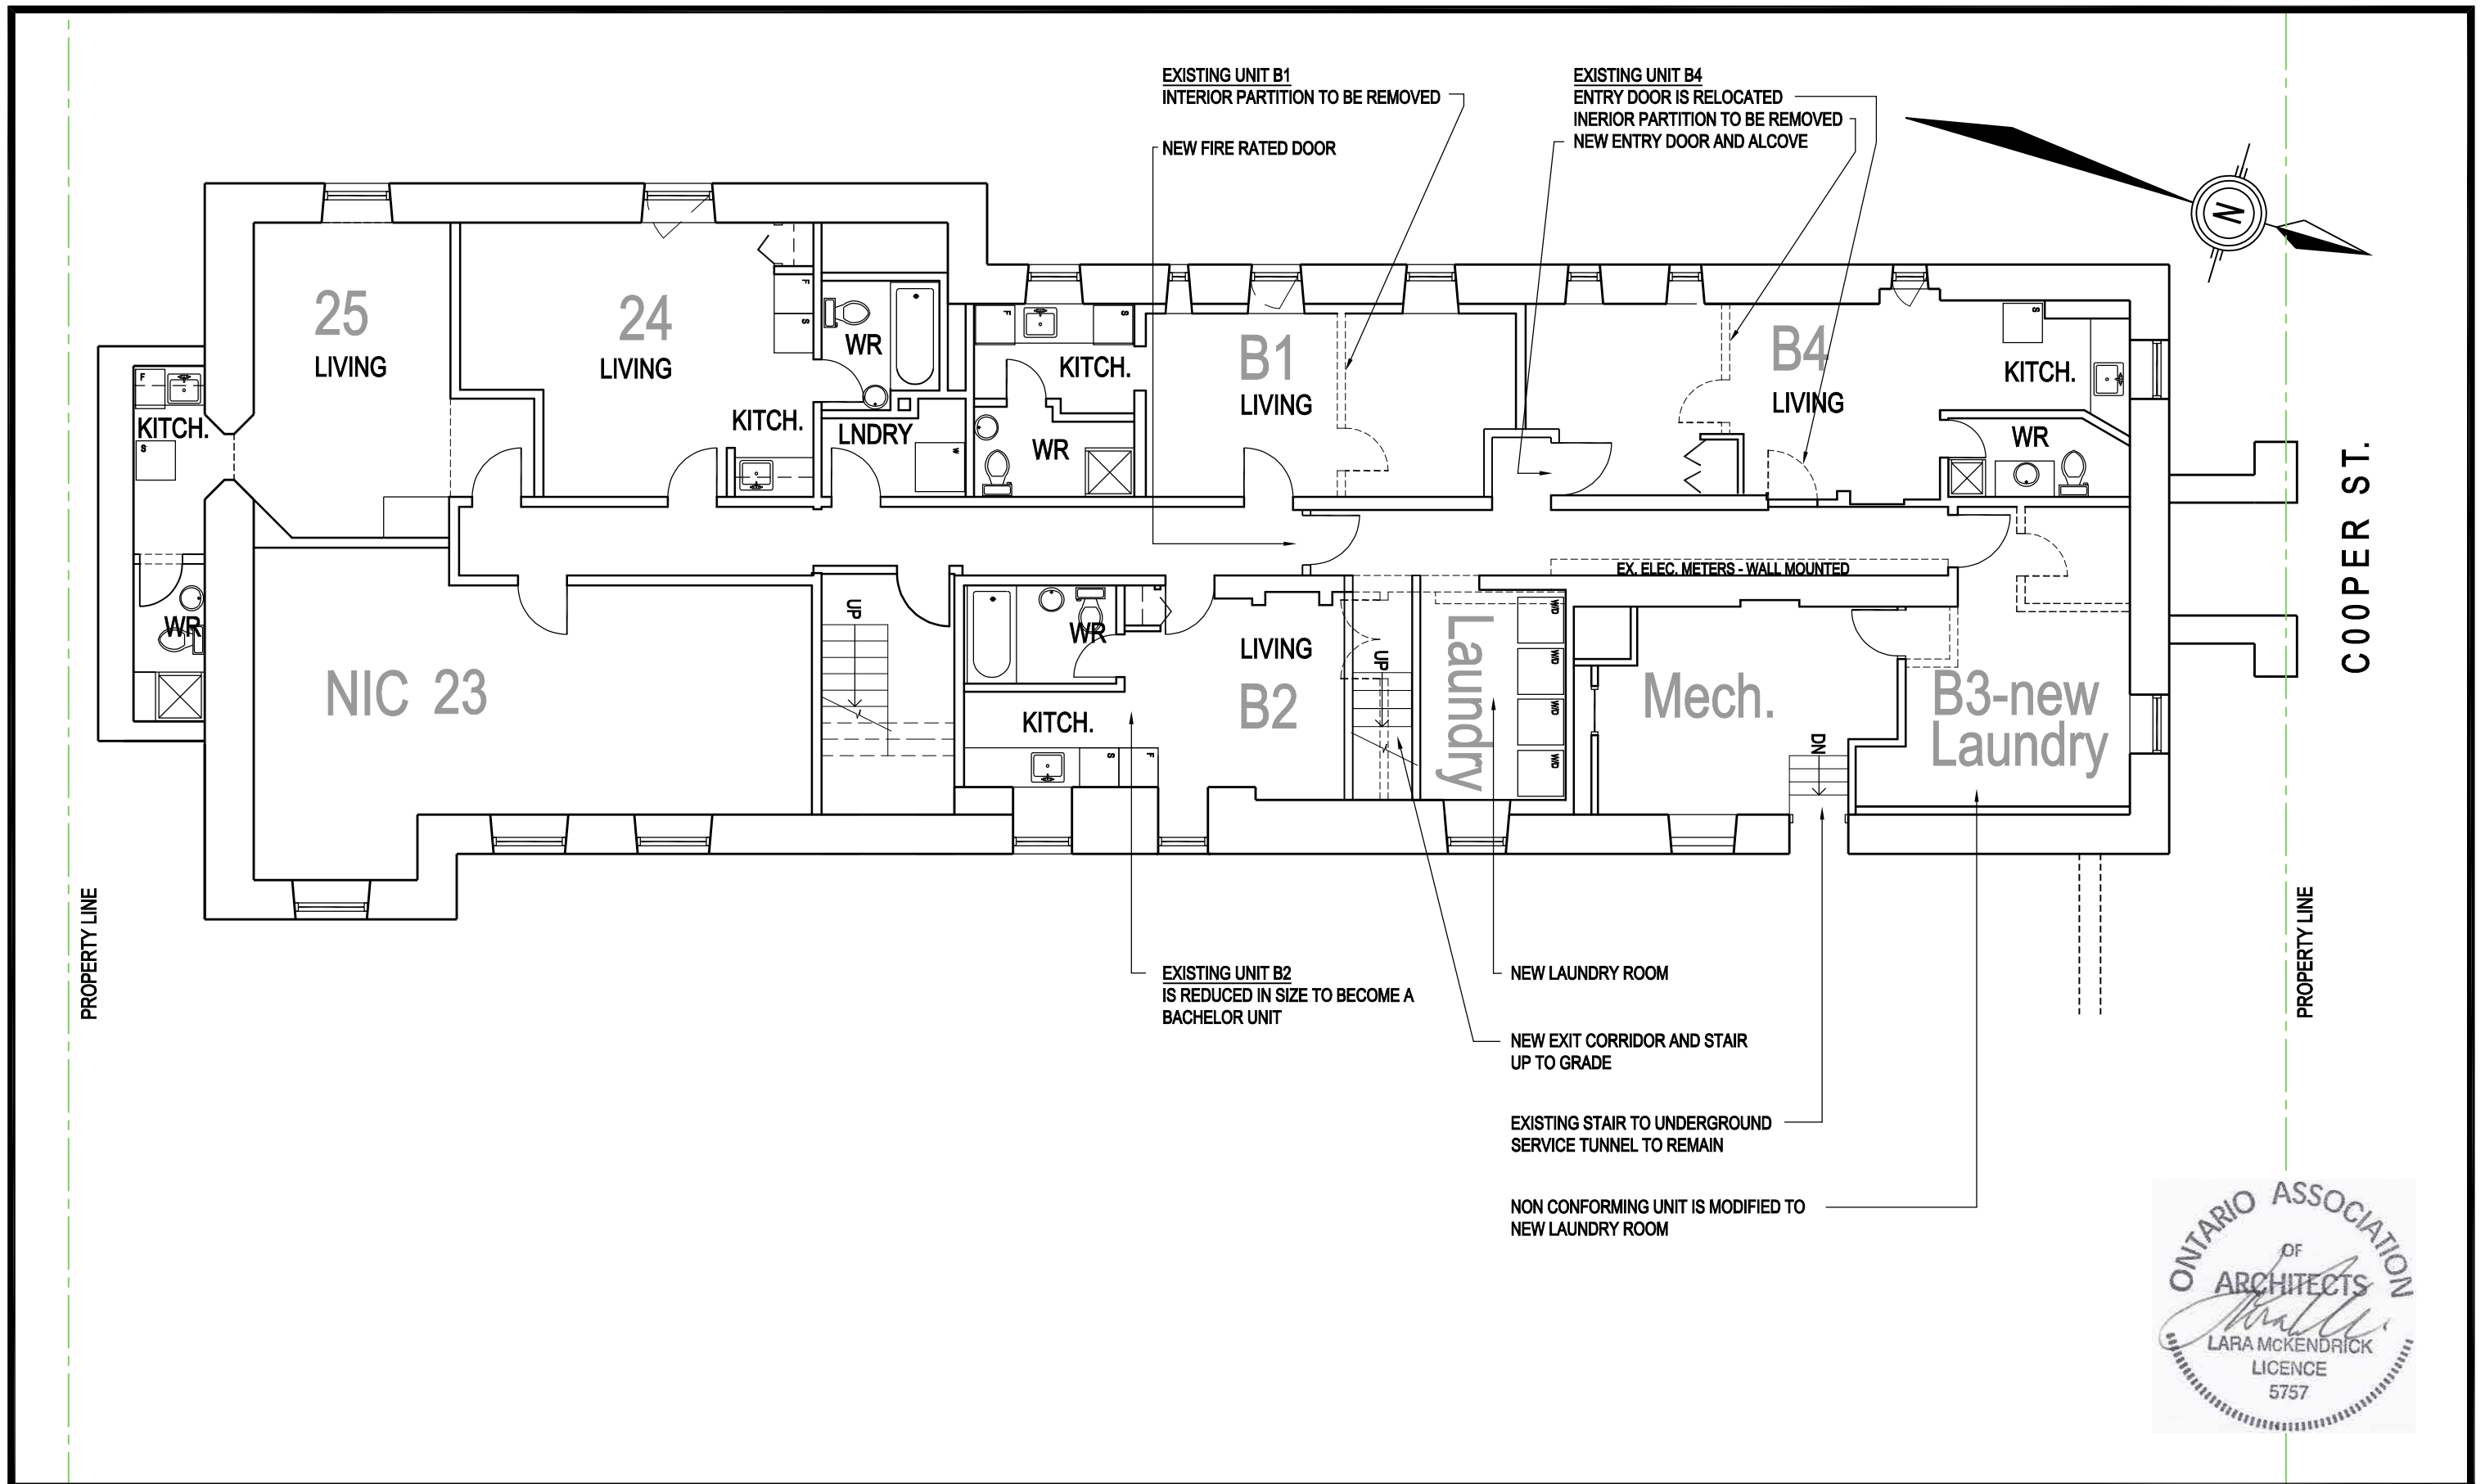 EXISTING UNIT B1
INTERIOR PARTITION TO BE REMOVED
NEW FIRE RATED DOOR
EXISTING UNIT B4
ENTRY DOOR IS RELOCATED
INERIOR PARTITION TO BE REMOVED
NEW ENTRY DOOR AND ALCOVE
N
25
LIVING
24
LIVING
F
S
WR
KITCH.
LNDRY
W
F
S
KITCH.
WR
B1
LIVING
B4
LIVING
S
KITCH.
WR
F
KITCH.
S
WR
C00PER ST.
EX. ELEC. METERS - WALL MOUNTED
NIC 23
UP
WR
KITCH.
S
F
LIVING
B2
UP
Laundry
W/D
W/D
W/D
W/D
Mech.
DN
B3-new
Laundry
PROPERTY LINE
PROPERTY LINE
EXISTING UNIT B2
IS REDUCED IN SIZE TO BECOME A
BACHELOR UNIT
NEW LAUNDRY ROOM
NEW EXIT CORRIDOR AND STAIR
UP TO GRADE
EXISTING STAIR TO UNDERGROUND
SERVICE TUNNEL TO REMAIN
NON CONFORMING UNIT IS MODIFIED TO
NEW LAUNDRY ROOM
ONTARIO ASSOCIATION
OF
ARCHITECTS
LARA McKENDRICK
LICENCE
5757